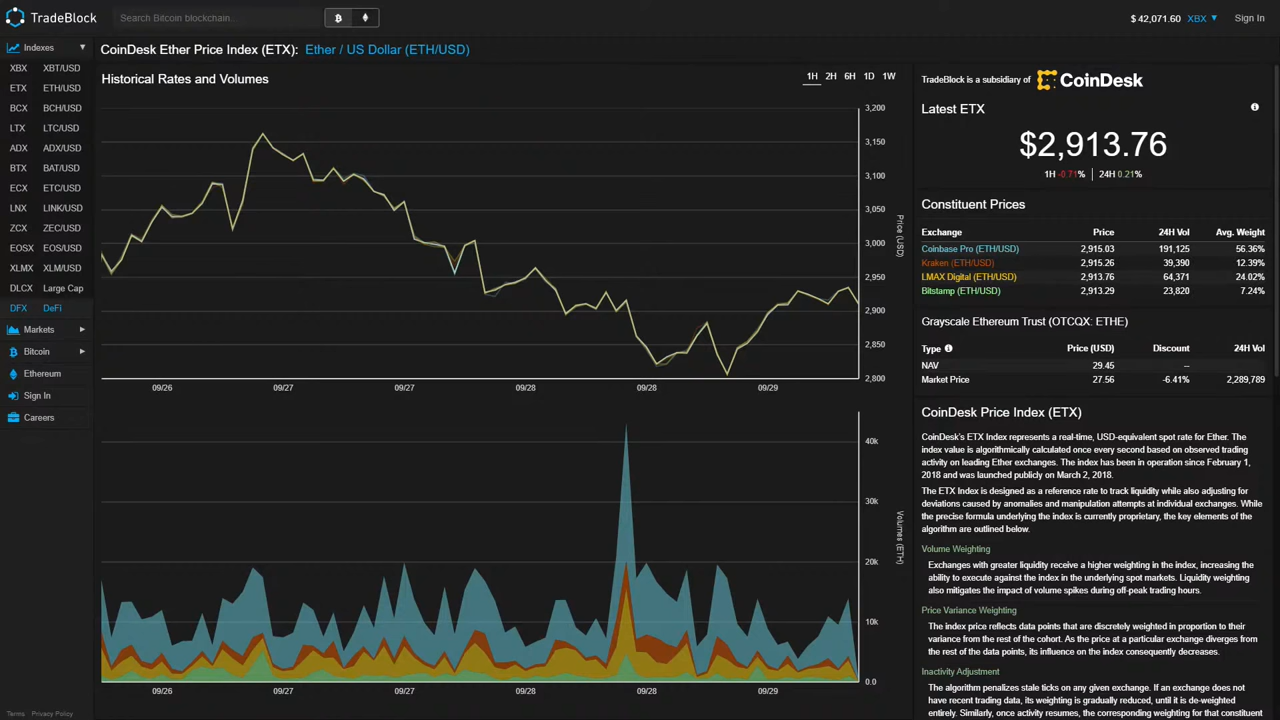 TradeBlock
Search Bitcoin blockchain.
$ 42,071.60 XBX ▼ Sign In
Indexes ▼
XBX XBT/USD
ETX ETH/USD
BCX BCH/USD
LTX LTC/USD
ADX ADX/USD
BTX BAT/USD
ECX ETC/USD
LNX LINK/USD
ZCX ZEC/USD
EOSX EOS/USD
XLMX XLM/USD
DLCX Large Cap
DFX DeFi
Markets ▶
Bitcoin ▶
Ethereum
Sign In
Careers
Terms Privacy Policy
CoinDesk Ether Price Index (ETX): Ether / US Dollar (ETH/USD)
Historical Rates and Volumes
1H 2H 6H 1D 1W
3,200
3,150
3,100
3,050
3,000
2,950
2,900
2,850
2,800
Price (USD)
09/26 09/27 09/27 09/28 09/28 09/29
40k
30k
20k
10k
0.0
Volumes (ETH)
09/26 09/27 09/27 09/28 09/28 09/29
TradeBlock is a subsidiary of CoinDesk
Latest ETX
$2,913.76
1H -0.71% | 24H 0.21%
Constituent Prices
Exchange Price 24H Vol Avg. Weight
Coinbase Pro (ETH/USD) 2,915.03 191,125 56.36%
Kraken (ETH/USD) 2,915.26 39,390 12.39%
LMAX Digital (ETH/USD) 2,913.76 64,371 24.02%
Bitstamp (ETH/USD) 2,913.29 23,820 7.24%
Grayscale Ethereum Trust (OTCQX: ETHE)
Type Price (USD) Discount 24H Vol
NAV 29.45 --
Market Price 27.56 -6.41% 2,289,789
CoinDesk Price Index (ETX)
CoinDesk's ETX Index represents a real-time, USD-equivalent spot rate for Ether. The
index value is algorithmically calculated once every second based on observed trading
activity on leading Ether exchanges. The index has been in operation since February 1,
2018 and was launched publicly on March 2, 2018.
The ETX Index is designed as a reference rate to track liquidity while also adjusting for
deviations caused by anomalies and manipulation attempts at individual exchanges. While
the precise formula underlying the index is currently proprietary, the key elements of the
algorithm are outlined below.
Volume Weighting
Exchanges with greater liquidity receive a higher weighting in the index, increasing the
ability to execute against the index in the underlying spot markets. Liquidity weighting
also mitigates the impact of volume spikes during off-peak trading hours.
Price Variance Weighting
The index price reflects data points that are discretely weighted in proportion to their
variance from the rest of the cohort. As the price at a particular exchange diverges from
the rest of the data points, its influence on the index consequently decreases.
Inactivity Adjustment
The algorithm penalizes stale ticks on any given exchange. If an exchange does not
have recent trading data, its weighting is gradually reduced, until it is de-weighted
entirely. Similarly, once activity resumes, the corresponding weighting for that constituent